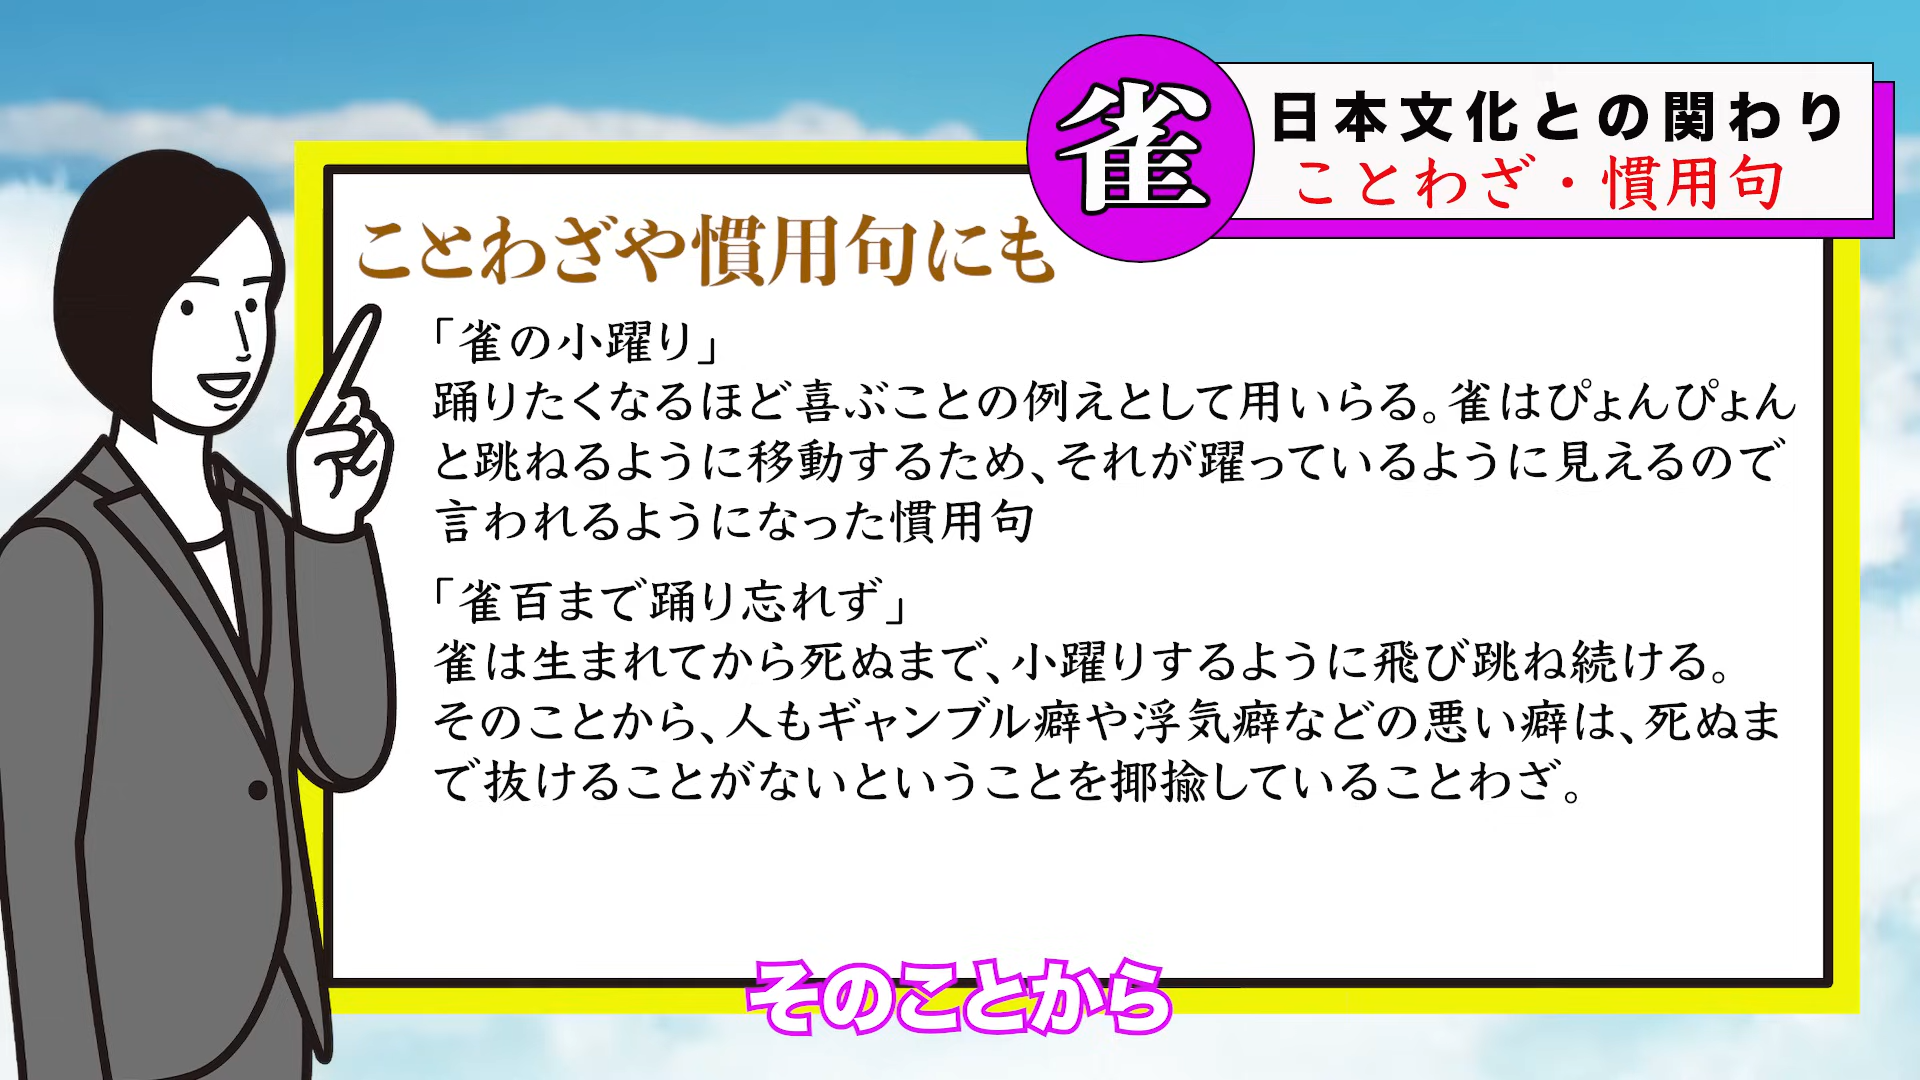 雀
日本文化との関わり
ことわざ・慣用句
ことわざや慣用句にも
「雀の小躍り」
踊りたくなるほど喜ぶことの例えとして用いらる。雀はぴょんぴょん
と跳ねるように移動するため、それが躍っているように見えるので
言われるようになった慣用句
「雀百まで踊り忘れず」
雀は生まれてから死ぬまで、小躍りするように飛び跳ね続ける。
そのことから、人もギャンブル癖や浮気癖などの悪い癖は、死ぬま
で抜けることがないということを揶揄していることわざ。
そのことから